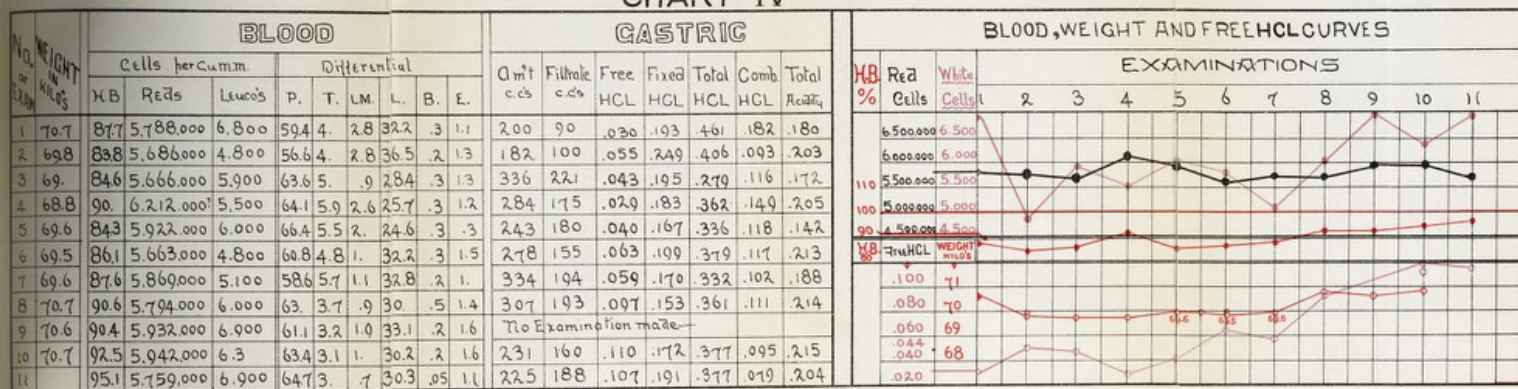 CHART IV
BLOOD GASTRIC BLOOD, WEIGHT AND FREE HCL CURVES
No. of EXAM WEIGHT IN KILO'S
Cells per Cu mm. Differential
H.B Reds Leuco's P. T. LM. L. B. E.
Am't c.c's Filtrate c.c's Free HCL Fixed HCL Total HCL Comb HCL Total Acidity
H.B. % Red Cells White Cells EXAMINATIONS
1 2 3 4 5 6 7 8 9 10 11
1 70.7 87.7 5.788.000 6.800 59.4 4. 2.8 32.2 .3 1.1 200 90 .030 .193 .461 .182 .180
2 69.8 83.8 5.686.000 4.800 56.6 4. 2.8 36.5 .2 1.3 182 100 .055 .249 .406 .093 .203
3 69. 84.6 5.666.000 5.900 63.6 5. .9 28.4 .3 1.3 336 221 .043 .195 .279 .116 .172
4 68.8 90. 6.212.000 5,500 64.1 5.9 2.6 25.7 .3 1.2 284 175 .029 .183 .362 .149 .205
5 69.6 84.3 5.922.000 6.000 66.4 5.5 2. 24.6 .3 .3 243 180 .040 .167 .336 .118 .142
6 69.5 86.1 5.663.000 4.800 60.8 4.8 1. 32.2 .3 1.5 278 155 .063 .199 .379 .117 .213
7 69.6 87.6 5.869.000 5.100 58.6 5.7 1.1 32.8 .2 1. 334 194 .059 .170 .332 .102 .188
8 70.7 90.6 5.794.000 6.000 63. 3.7 .9 30. .5 1.4 307 193 .097 .153 .361 .111 .214
9 70.6 90.4 5.932.000 6.900 61.1 3.2 1.9 33.1 .2 1.6 No Examination made
10 70.7 92.5 5.942.000 6.3 63.4 3.1 1. 30.2 .2 1.6 231 160 .110 .172 .377 .095 .215
11 95.1 5.759.000 6.900 64.7 3. .7 30.3 .05 1.1 225 188 .107 .191 .377 .079 .204
6.500.000 6.500
6.000.000 6.000
110 5.500.000 5.500
100 5.000.000 5.000
90 4.500.000 4.500
H.B. 80 Free HCL WEIGHT KILO'S
.100 71
.080 70
.060 69
.044
.040 68
.020